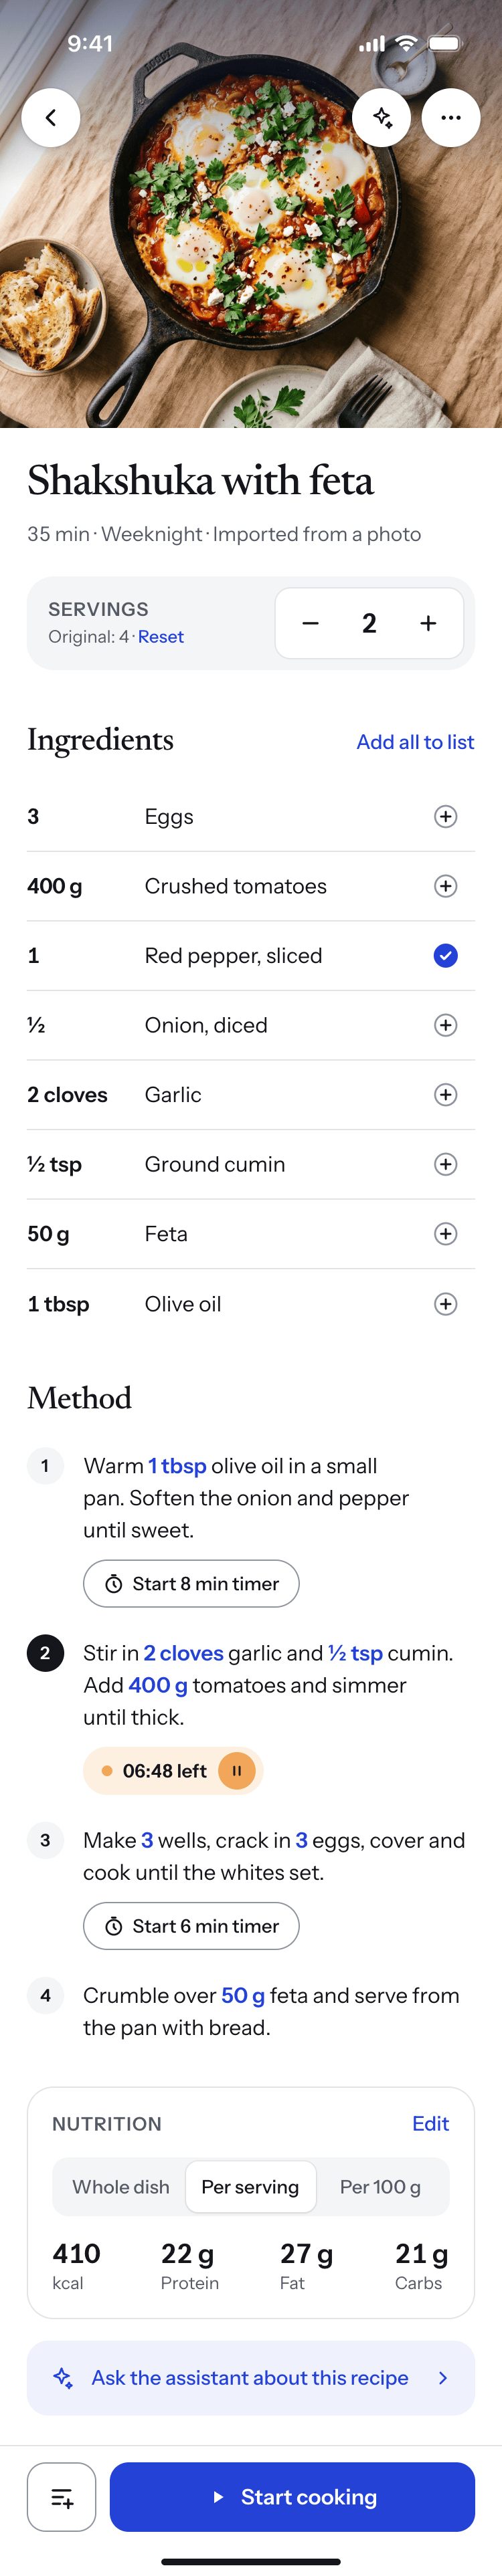 9:41
Shakshuka with feta
35 min · Weeknight · Imported from a photo
SERVINGS
Original: 4 · Reset
2
Ingredients
Add all to list
3 Eggs
400 g Crushed tomatoes
1 Red pepper, sliced
½ Onion, diced
2 cloves Garlic
½ tsp Ground cumin
50 g Feta
1 tbsp Olive oil
Method
1 Warm 1 tbsp olive oil in a small
pan. Soften the onion and pepper
until sweet.
Start 8 min timer
2 Stir in 2 cloves garlic and ½ tsp cumin.
Add 400 g tomatoes and simmer
until thick.
06:48 left
3 Make 3 wells, crack in 3 eggs, cover and
cook until the whites set.
Start 6 min timer
4 Crumble over 50 g feta and serve from
the pan with bread.
NUTRITION
Edit
Whole dish Per serving Per 100 g
410 22 g 27 g 21 g
kcal Protein Fat Carbs
Ask the assistant about this recipe
Start cooking